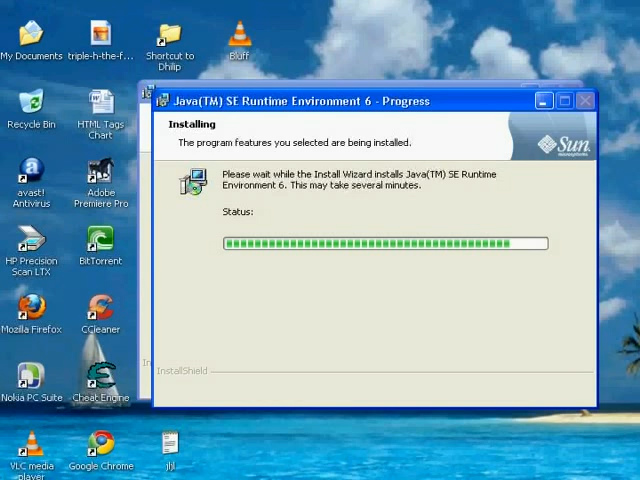 My Documents
triple-h-the-f...
Shortcut to
Dhilip
Bluff
Recycle Bin
HTML Tags
Chart
avast!
Antivirus
Adobe
Premiere Pro
HP Precision
Scan LTX
BitTorrent
Mozilla Firefox
CCleaner
Nokia PC Suite
Cheat Engine
VLC media
player
Google Chrome
jhl
Java(TM) SE Runtime Environment 6 - Progress
Installing
The program features you selected are being installed.
Sun
Please wait while the Install Wizard installs Java(TM) SE Runtime
Environment 6. This may take several minutes.
Status:
In
InstallShield